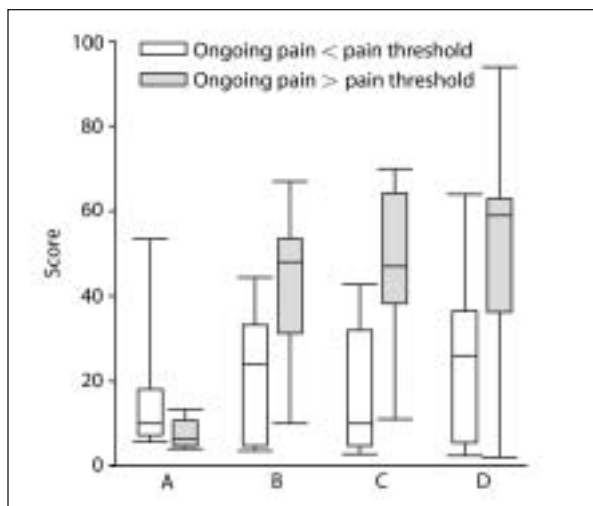 100
Ongoing pain < pain threshold
Ongoing pain > pain threshold
80
60
Score
40
20
0
A B C D